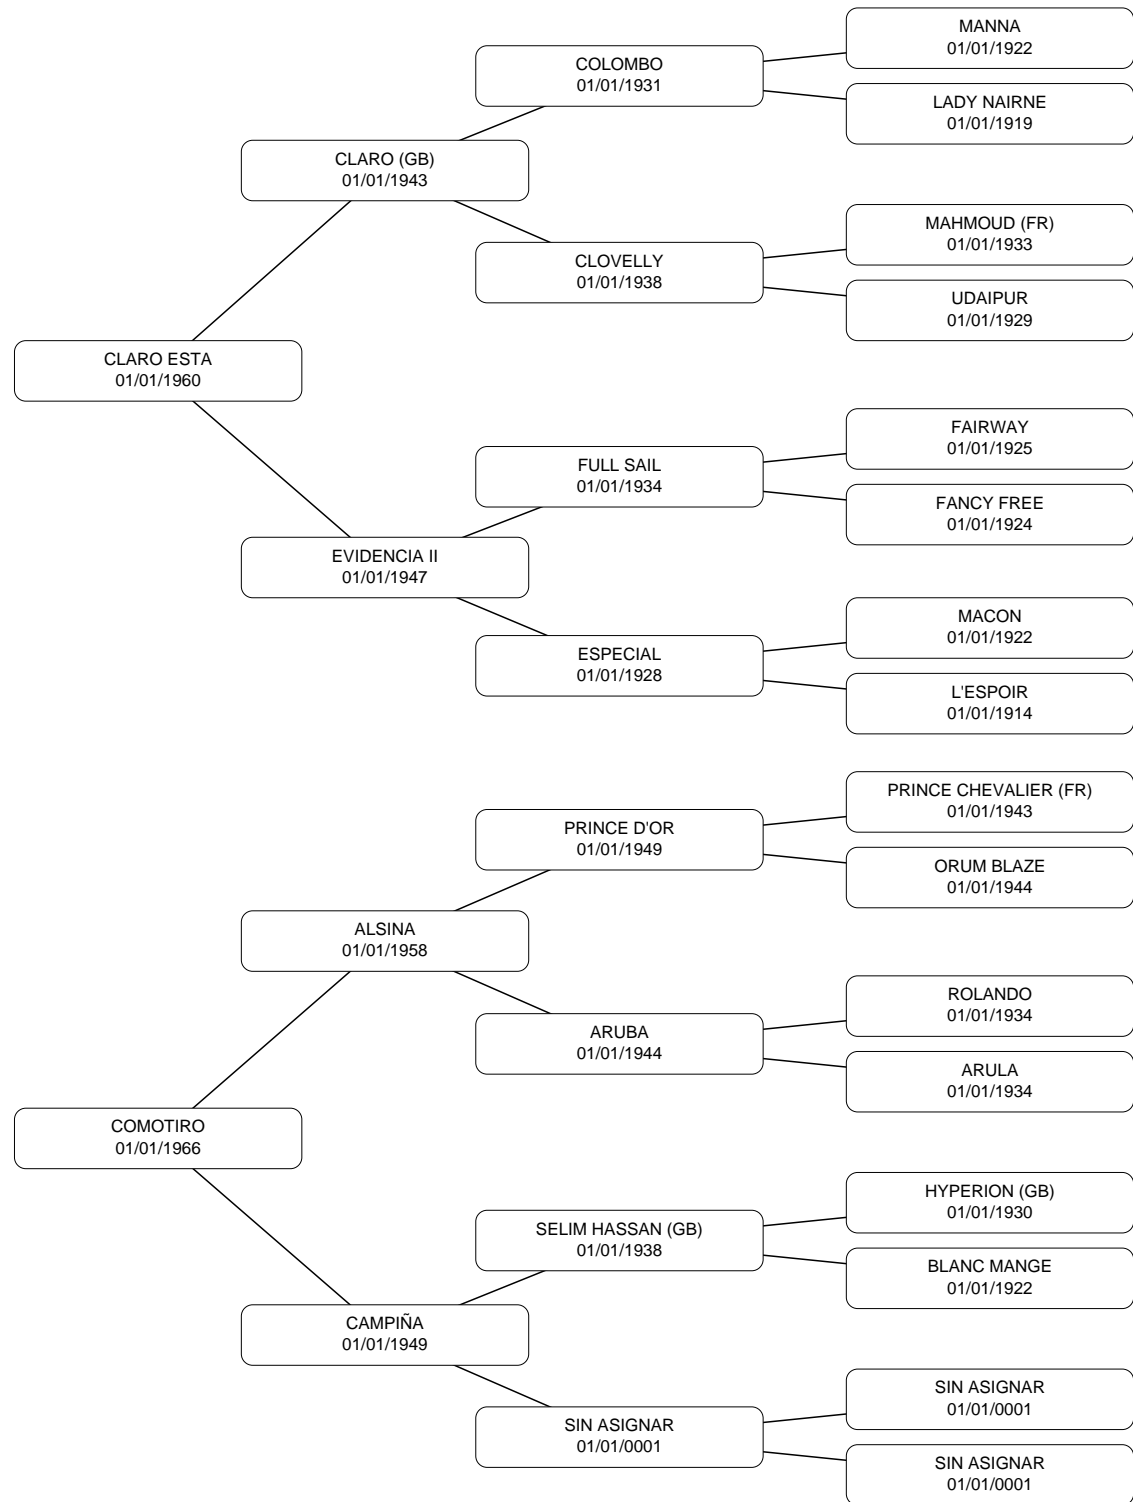 MANNA
01/01/1922
COLOMBO
01/01/1931
LADY NAIRNE
01/01/1919
CLARO (GB)
01/01/1943
MAHMOUD (FR)
01/01/1933
CLOVELLY
01/01/1938
UDAIPUR
01/01/1929
CLARO ESTA
01/01/1960
FAIRWAY
01/01/1925
FULL SAIL
01/01/1934
FANCY FREE
01/01/1924
EVIDENCIA II
01/01/1947
MACON
01/01/1922
ESPECIAL
01/01/1928
L'ESPOIR
01/01/1914
PRINCE CHEVALIER (FR)
01/01/1943
PRINCE D'OR
01/01/1949
ORUM BLAZE
01/01/1944
ALSINA
01/01/1958
ROLANDO
01/01/1934
ARUBA
01/01/1944
ARULA
01/01/1934
COMOTIRO
01/01/1966
HYPERION (GB)
01/01/1930
SELIM HASSAN (GB)
01/01/1938
BLANC MANGE
01/01/1922
CAMPIÑA
01/01/1949
SIN ASIGNAR
01/01/0001
SIN ASIGNAR
01/01/0001
SIN ASIGNAR
01/01/0001